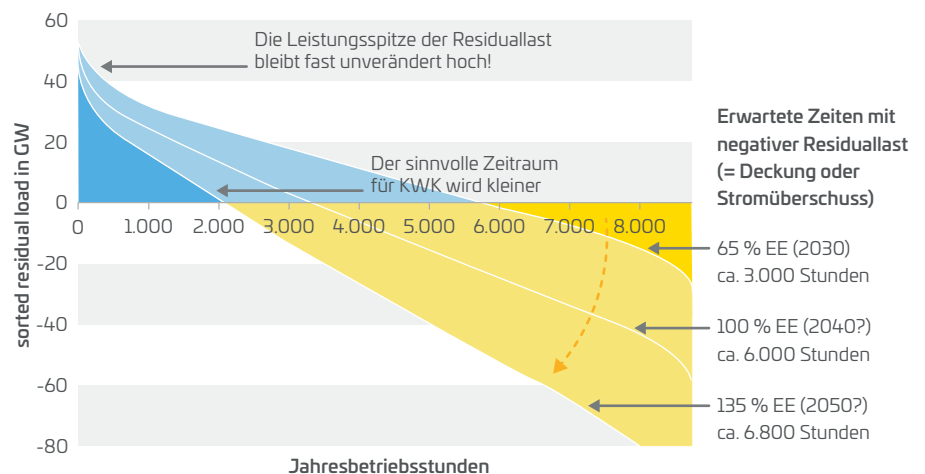 60
40
20
0
-20
-40
-60
-80
sorted residual load in GW
Die Leistungsspitze der Residuallast
bleibt fast unverändert hoch!
Der sinnvolle Zeitraum
für KWK wird kleiner
0 1.000 2.000 3.000 4.000 5.000 6.000 7.000 8.000
Jahresbetriebsstunden
Erwartete Zeiten mit
negativer Residuallast
(= Deckung oder
Stromüberschuss)
65 % EE (2030)
ca. 3.000 Stunden
100 % EE (2040?)
ca. 6.000 Stunden
135 % EE (2050?)
ca. 6.800 Stunden